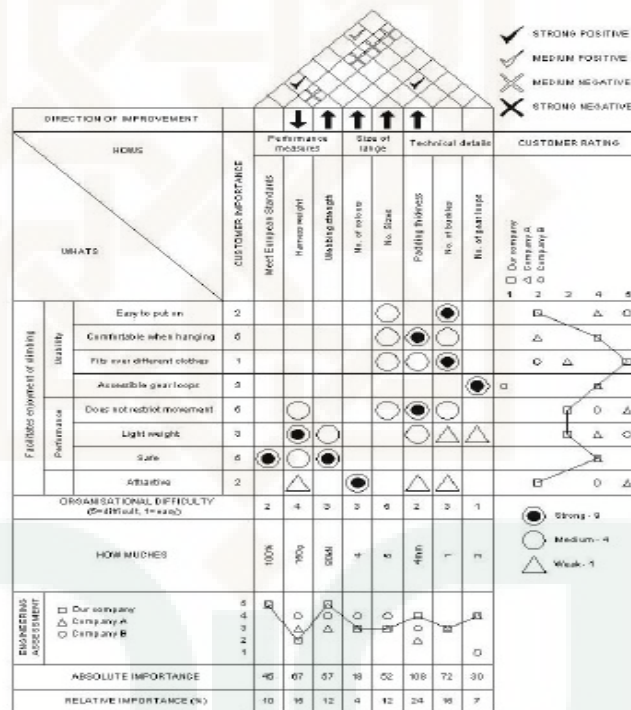 STRONG POSITIVE
MEDIUM POSITIVE
MEDIUM NEGATIVE
STRONG NEGATIVE
DIRECTION OF IMPROVEMENT
HOWS
WHATS
CUSTOMER IMPORTANCE
Performance measures
Size of range
Technical details
CUSTOMER RATING
Meet European Standards
Harness weight
Webbing strength
No. of colours
No. Sizes
Padding thickness
No. of buckles
No. of gear loops
Our company
Company A
Company B
1 2 3 4 5
Facilitates enjoyment of climbing
Usability
Performance
Easy to put on 2
Comfortable when hanging 5
Fits over different clothes 1
Accessible gear loops 3
Does not restrict movement 5
Light weight 3
Safe 5
Attractive 2
ORGANISATIONAL DIFFICULTY
(5=difficult, 1=easy)
2 4 3 3 5 2 3 1
HOW MUCHES
100%
4
4mm
Strong - 9
Medium - 4
Weak - 1
ENGINEERING ASSESSMENT
Our company
Company A
Company B
5
4
3
2
1
ABSOLUTE IMPORTANCE 45 67 57 18 52 108 72 30
RELATIVE IMPORTANCE (%) 10 15 12 4 12 24 16 7